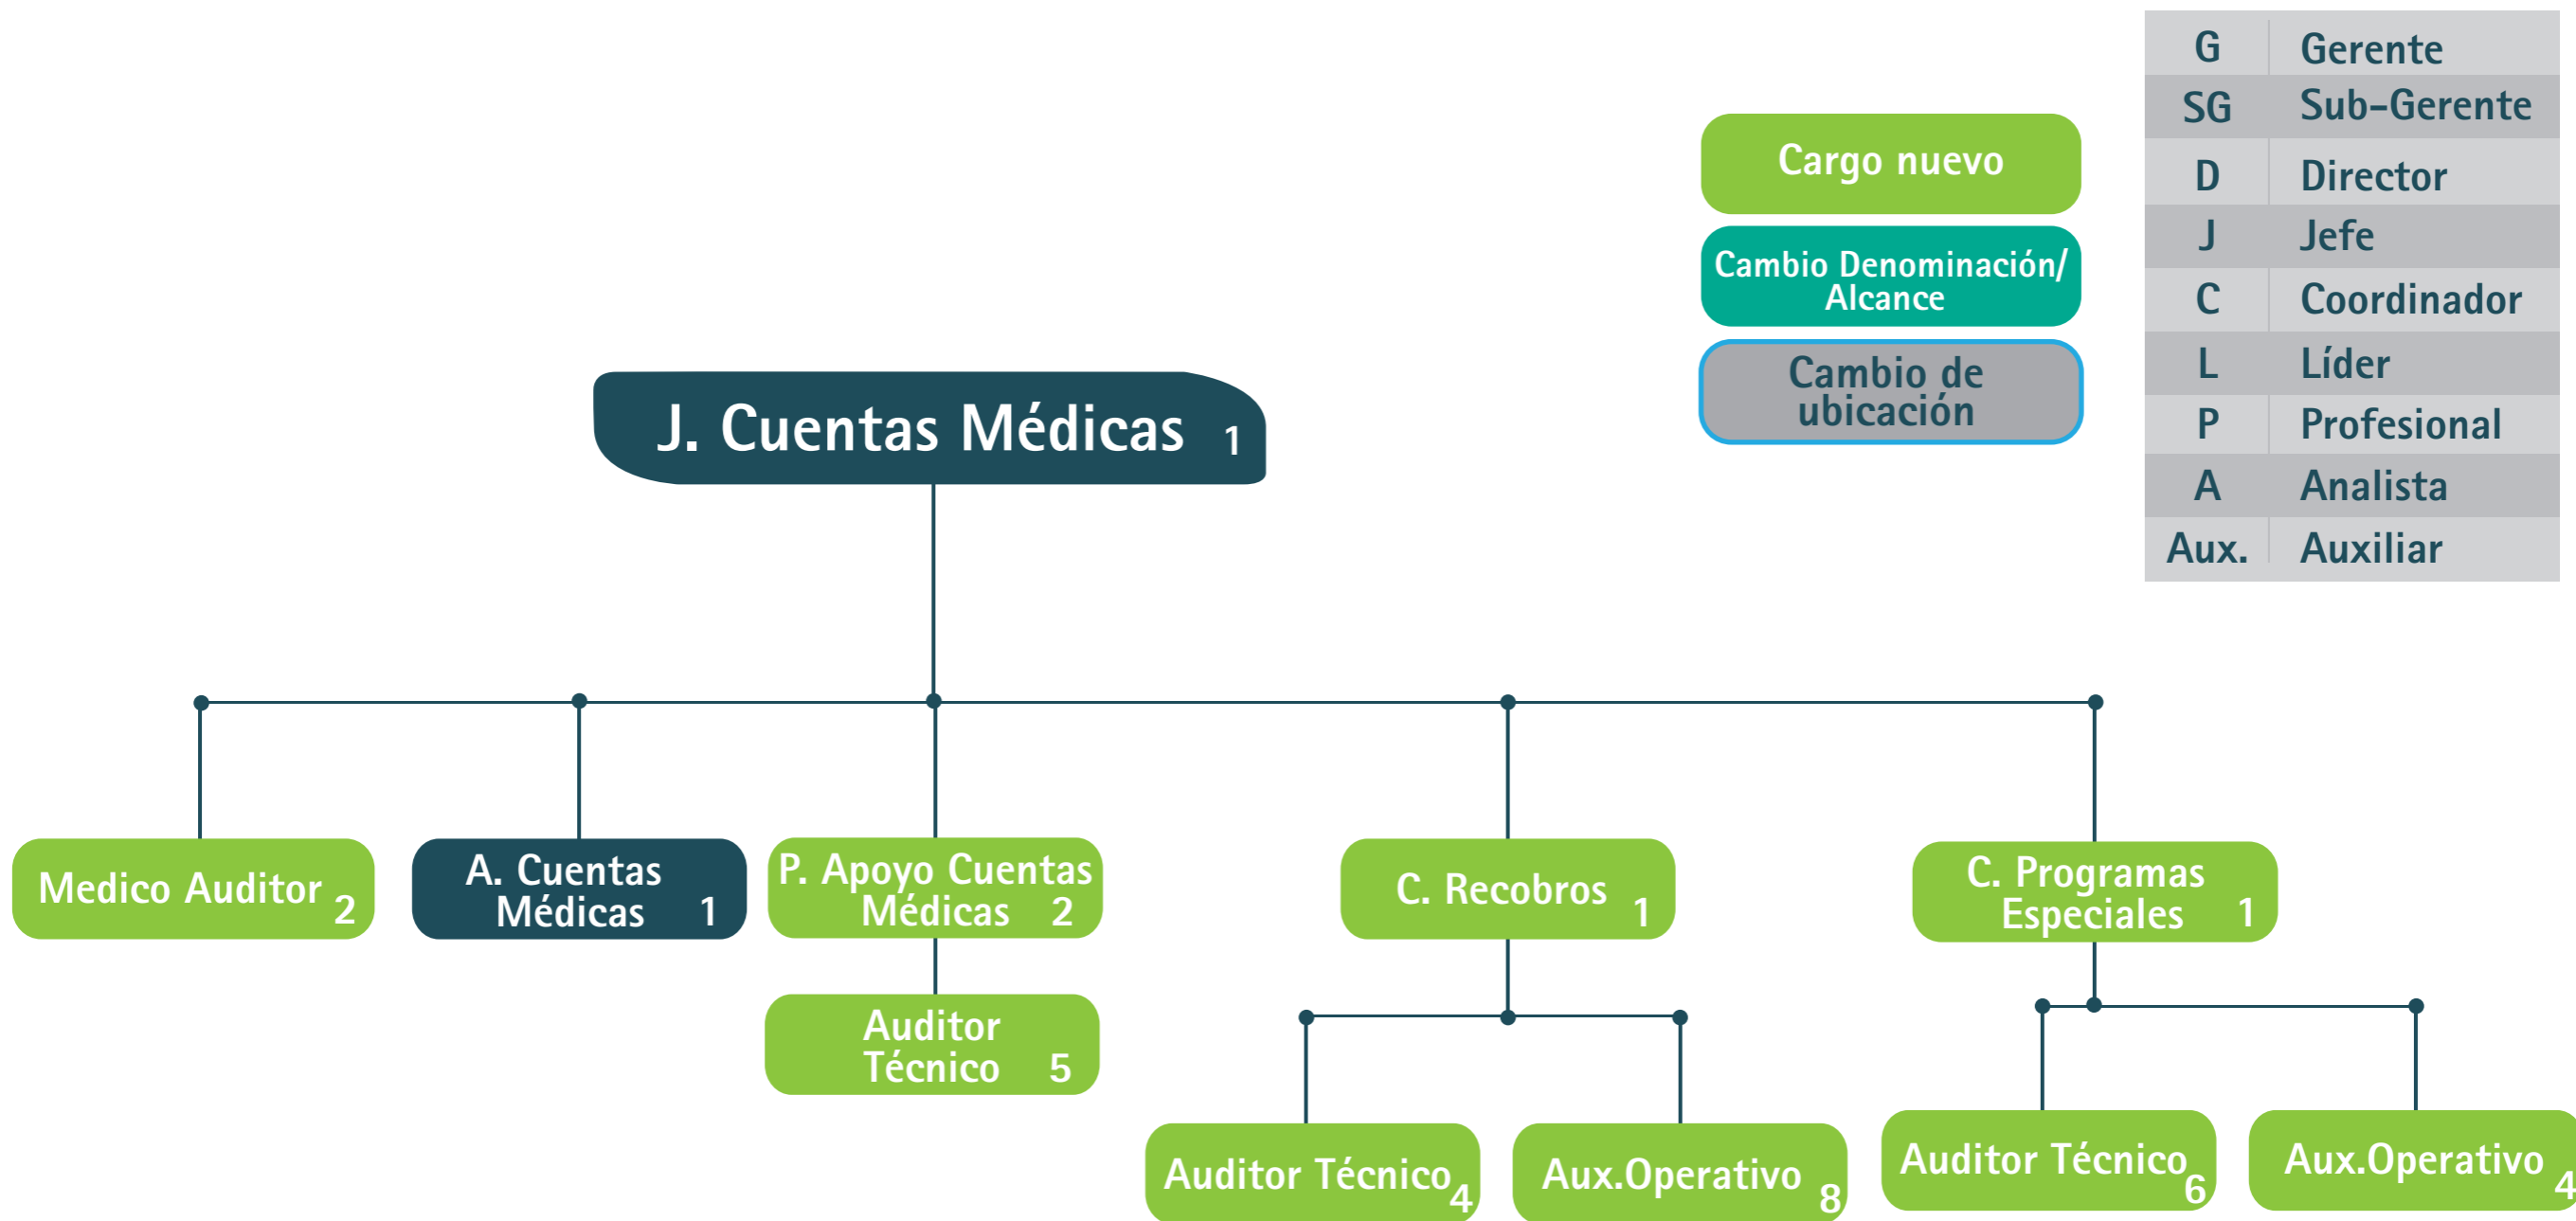 G Gerente
SG Sub-Gerente
D Director
J Jefe
C Coordinador
L Líder
P Profesional
A Analista
Aux. Auxiliar
Cargo nuevo
Cambio Denominación/
Alcance
Cambio de
ubicación
J. Cuentas Médicas 1
Medico Auditor 2
A. Cuentas
Médicas 1
P. Apoyo Cuentas
Médicas 2
C. Recobros 1
C. Programas
Especiales 1
Auditor
Técnico 5
Auditor Técnico 4
Aux.Operativo 8
Auditor Técnico 6
Aux.Operativo 4